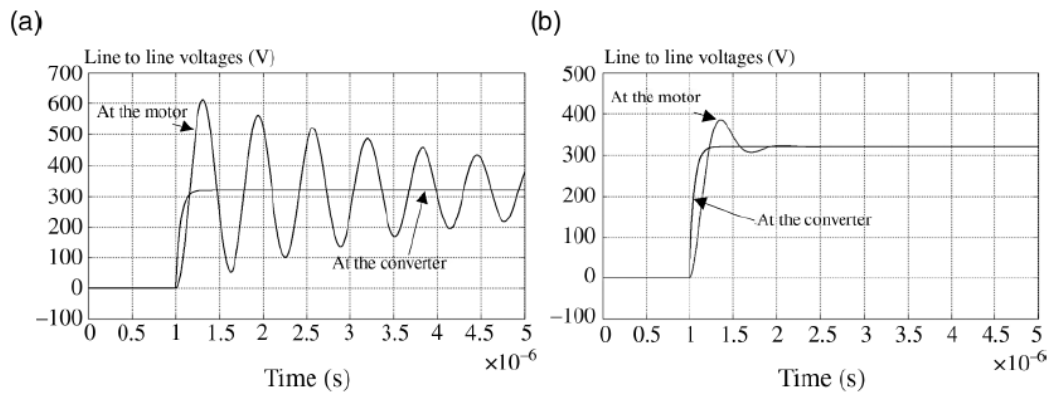 (a)
Line to line voltages (V)
700
600
500
400
300
200
100
0
−100
At the motor
At the converter
0 0.5 1 1.5 2 2.5 3 3.5 4 4.5 5
×10⁻⁶
Time (s)
(b)
Line to line voltages (V)
500
400
300
200
100
0
−100
At the motor
At the converter
0 0.5 1 1.5 2 2.5 3 3.5 4 4.5 5
×10⁻⁶
Time (s)